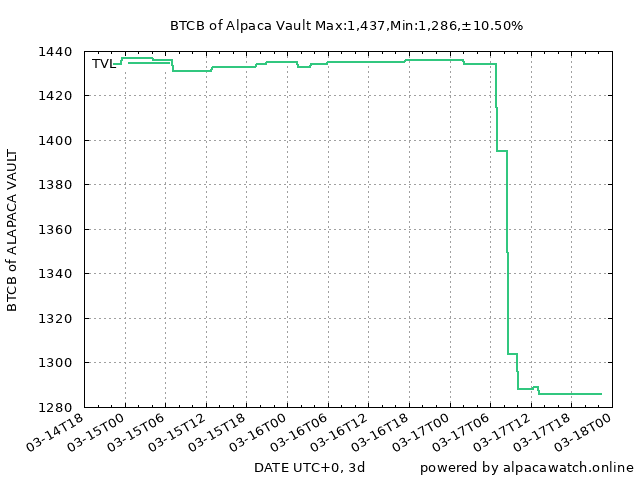 BTCB of Alpaca Vault Max:1,437,Min:1,286,±10.50%
BTCB of ALAPACA VAULT
1440
1420
1400
1380
1360
1340
1320
1300
1280
TVL
03-14T18
03-15T00
03-15T06
03-15T12
03-15T18
03-16T00
03-16T06
03-16T12
03-16T18
03-17T00
03-17T06
03-17T12
03-17T18
03-18T00
DATE UTC+0, 3d
powered by alpacawatch.online